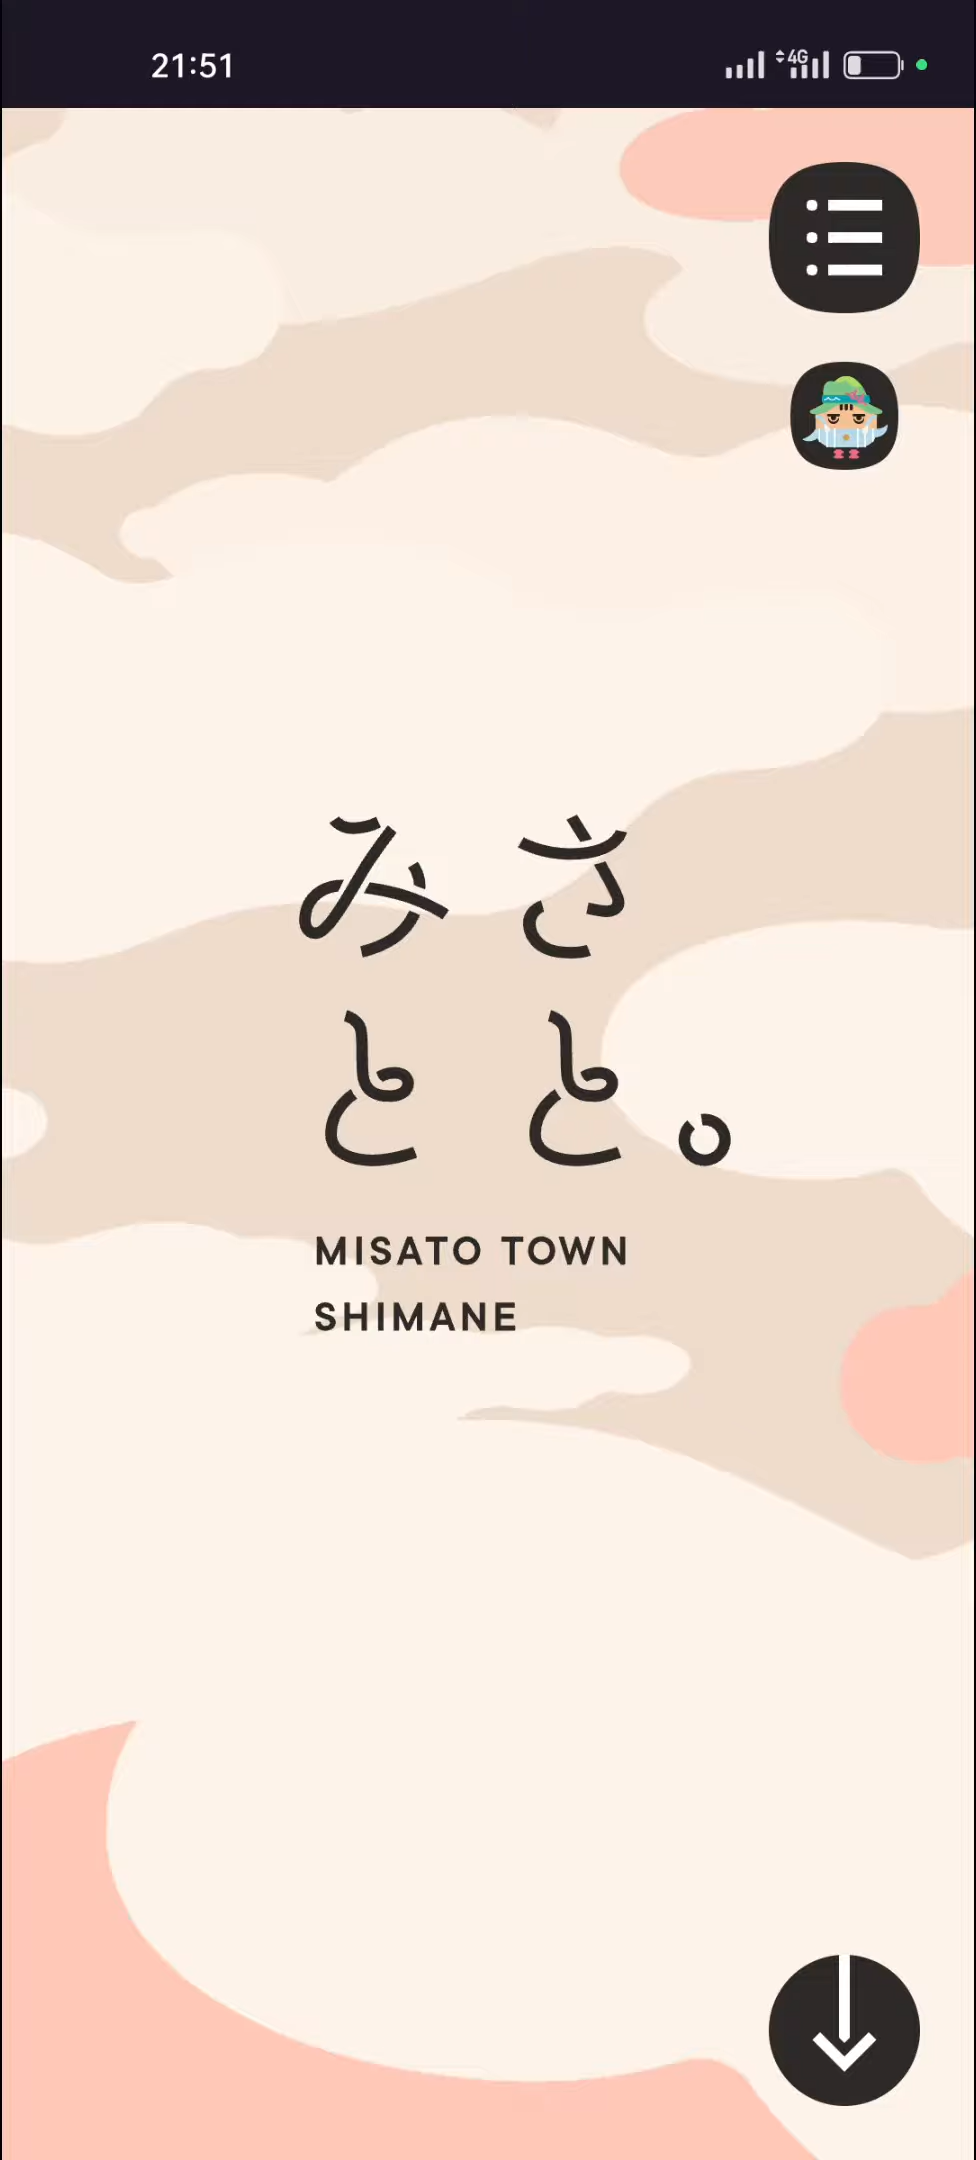 21:51
4G
みさ
とと。
MISATO TOWN
SHIMANE